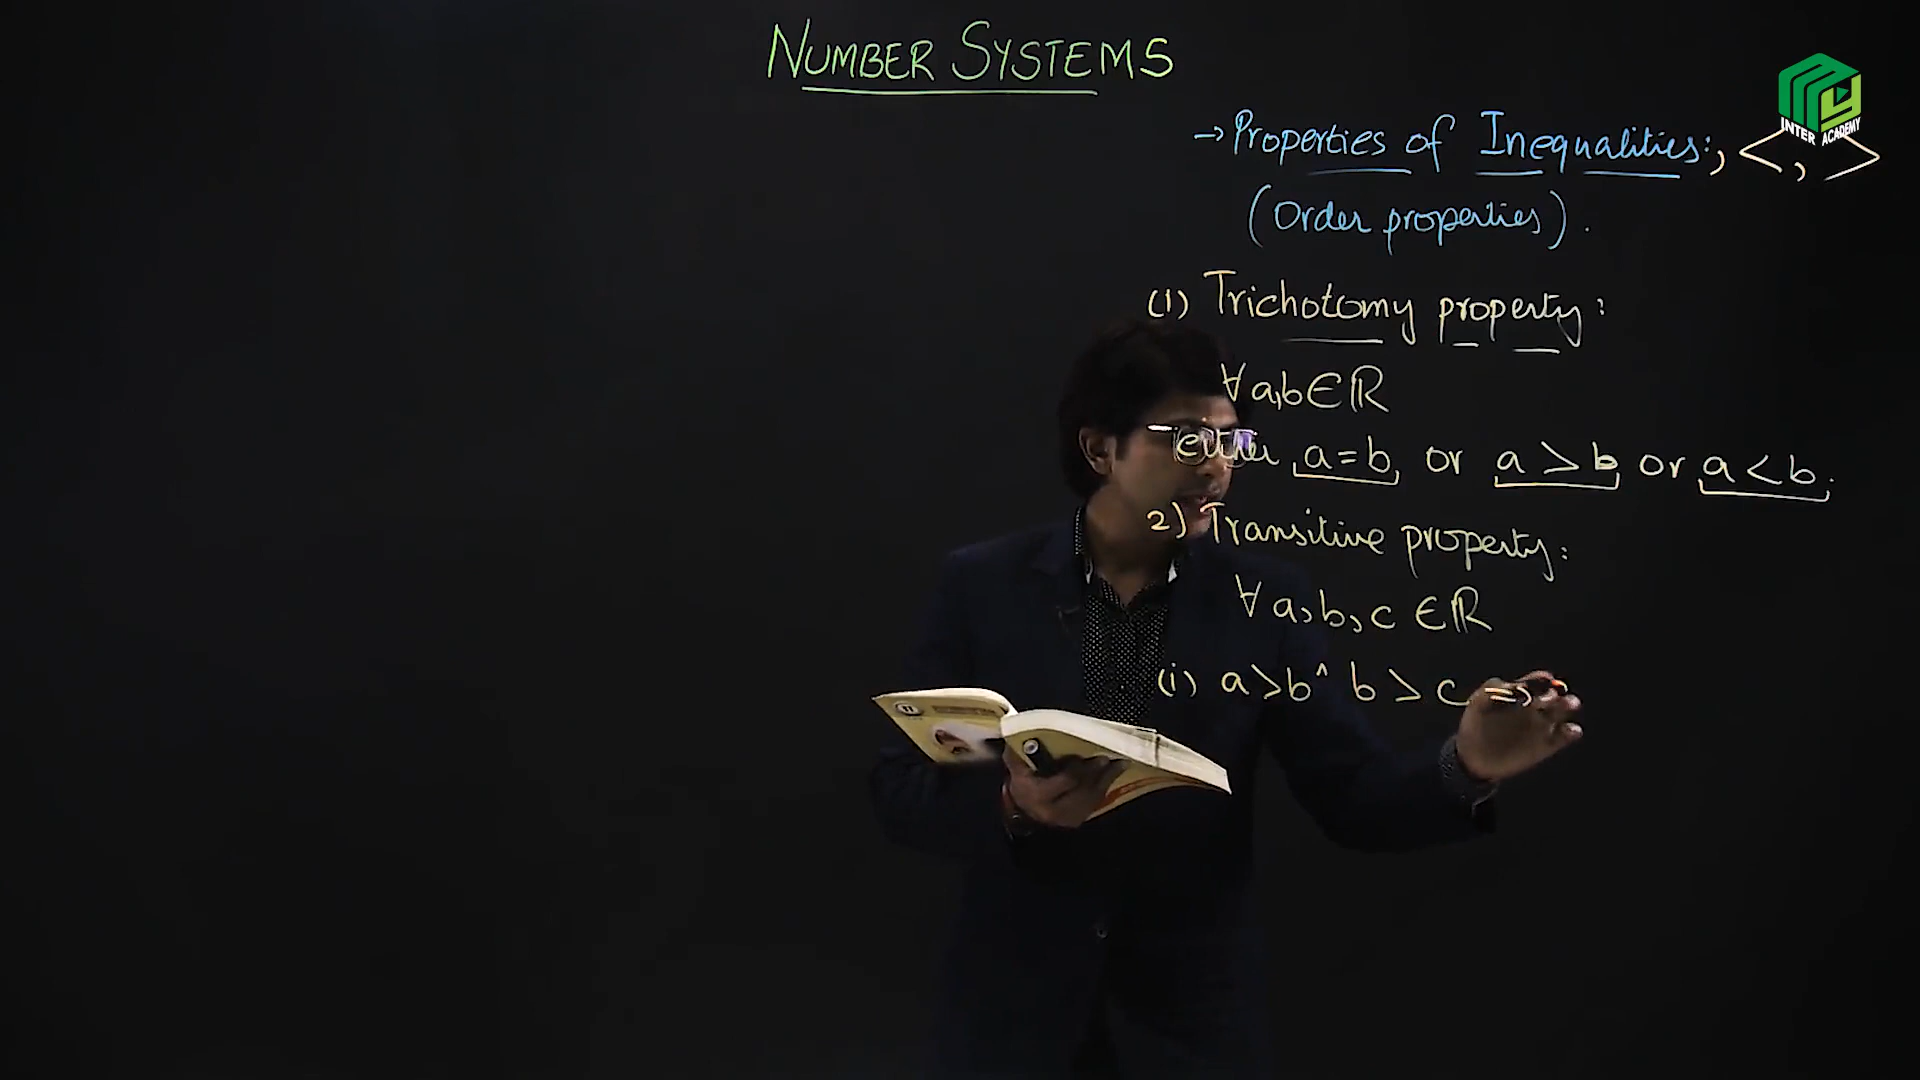 NUMBER SYSTEMS
→ Properties of Inequalities:, <, >
(Order properties).
(1) Trichotomy property:
∀ a,b∈ℝ
either a=b or a > b or a < b.
2) Transitive property:
∀ a, b, c ∈ℝ
(i) a>b ^ b > c ⇒
INTER ACADEMY